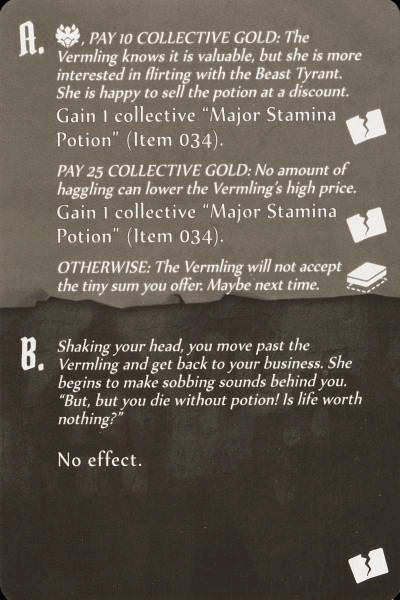 A. , PAY 10 COLLECTIVE GOLD: The
Vermling knows it is valuable, but she is more
interested in flirting with the Beast Tyrant.
She is happy to sell the potion at a discount.
Gain 1 collective “Major Stamina
Potion” (Item 034).
PAY 25 COLLECTIVE GOLD: No amount of
haggling can lower the Vermling’s high price.
Gain 1 collective “Major Stamina
Potion” (Item 034).
OTHERWISE: The Vermling will not accept
the tiny sum you offer. Maybe next time.
B. Shaking your head, you move past the
Vermling and get back to your business. She
begins to make sobbing sounds behind you.
“But, but you die without potion! Is life worth
nothing?”
No effect.